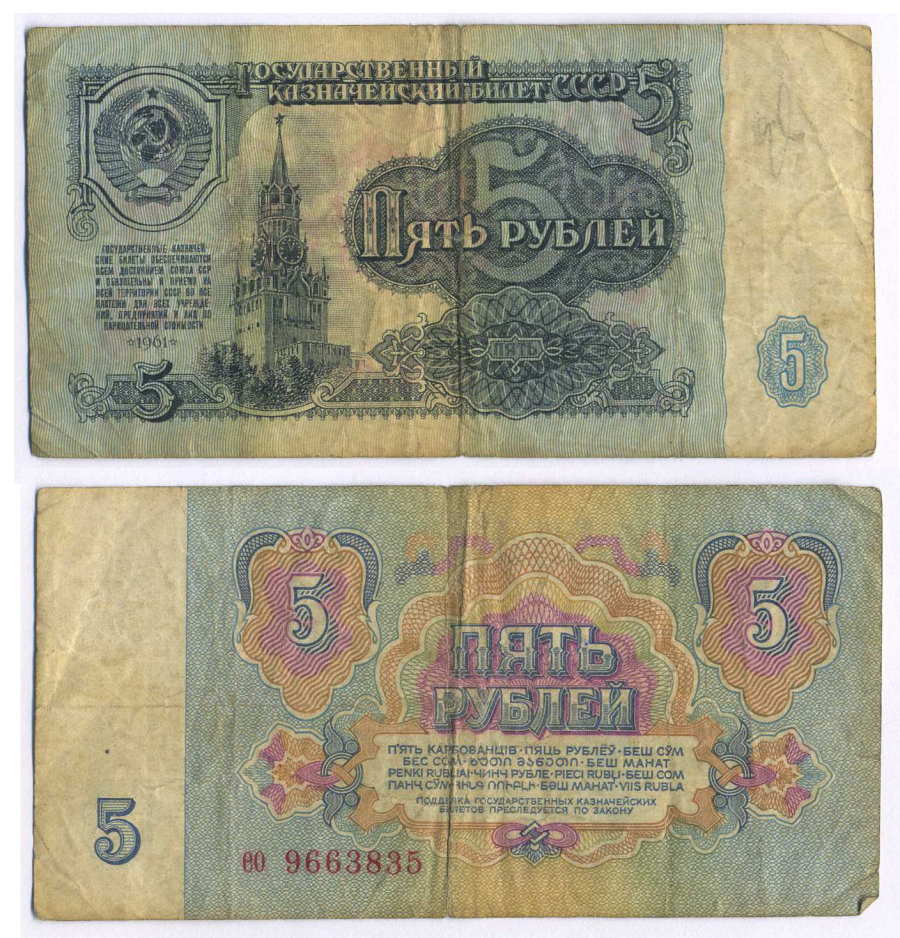 ГОСУДАРСТВЕННЫЙ
КАЗНАЧЕЙСКИЙ БИЛЕТ СССР 5
5
ПЯТЬ РУБЛЕЙ
ГОСУДАРСТВЕННЫЕ КАЗНАЧЕЙ-
СКИЕ БИЛЕТЫ ОБЕСПЕЧИВАЮТСЯ
ВСЕМ ДОСТОЯНИЕМ СОЮЗА ССР
И ОБЯЗАТЕЛЬНЫ К ПРИЕМУ НА
ВСЕЙ ТЕРРИТОРИИ СССР ВО ВСЕ
ПЛАТЕЖИ ДЛЯ ВСЕХ УЧРЕЖДЕ-
НИЙ, ПРЕДПРИЯТИЙ И ЛИЦ ПО
НАРИЦАТЕЛЬНОЙ СТОИМОСТИ
1961
ПЯТЬ
5
5
5
5
ПЯТЬ
РУБЛЕЙ
П'ЯТЬ КАРБОВАНЦІВ · ПЯЦЬ РУБЛЁЎ · БЕШ СЎМ
БЕС СОМ · ᲮᲣᲗᲘ ᲛᲐᲜᲔᲗᲘ · БЕШ МАНАТ
PENKI RUBLIAI · ЧИНЧЬ РУБЛЕ · PIECI RUBĻI · БЕШ СОМ
ПАНҶ СЎМ · ՀԻՆԳ ՌՈՒԲԼԻ · БӘШ МАНАТ · VIIS RUBLA
ПОДДЕЛКА ГОСУДАРСТВЕННЫХ КАЗНАЧЕЙСКИХ
БИЛЕТОВ ПРЕСЛЕДУЕТСЯ ПО ЗАКОНУ
5
ео 9663835